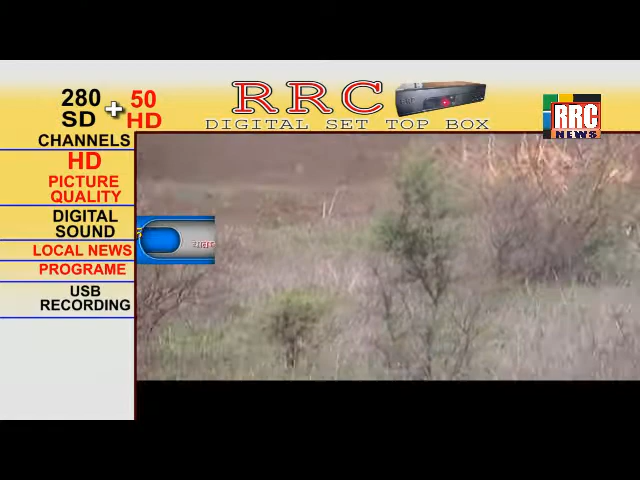 280 SD + 50 HD
CHANNELS
HD
PICTURE
QUALITY
DIGITAL
SOUND
LOCAL NEWS
PROGRAME
USB
RECORDING
RRC
DIGITAL SET TOP BOX
RRC
NEWS